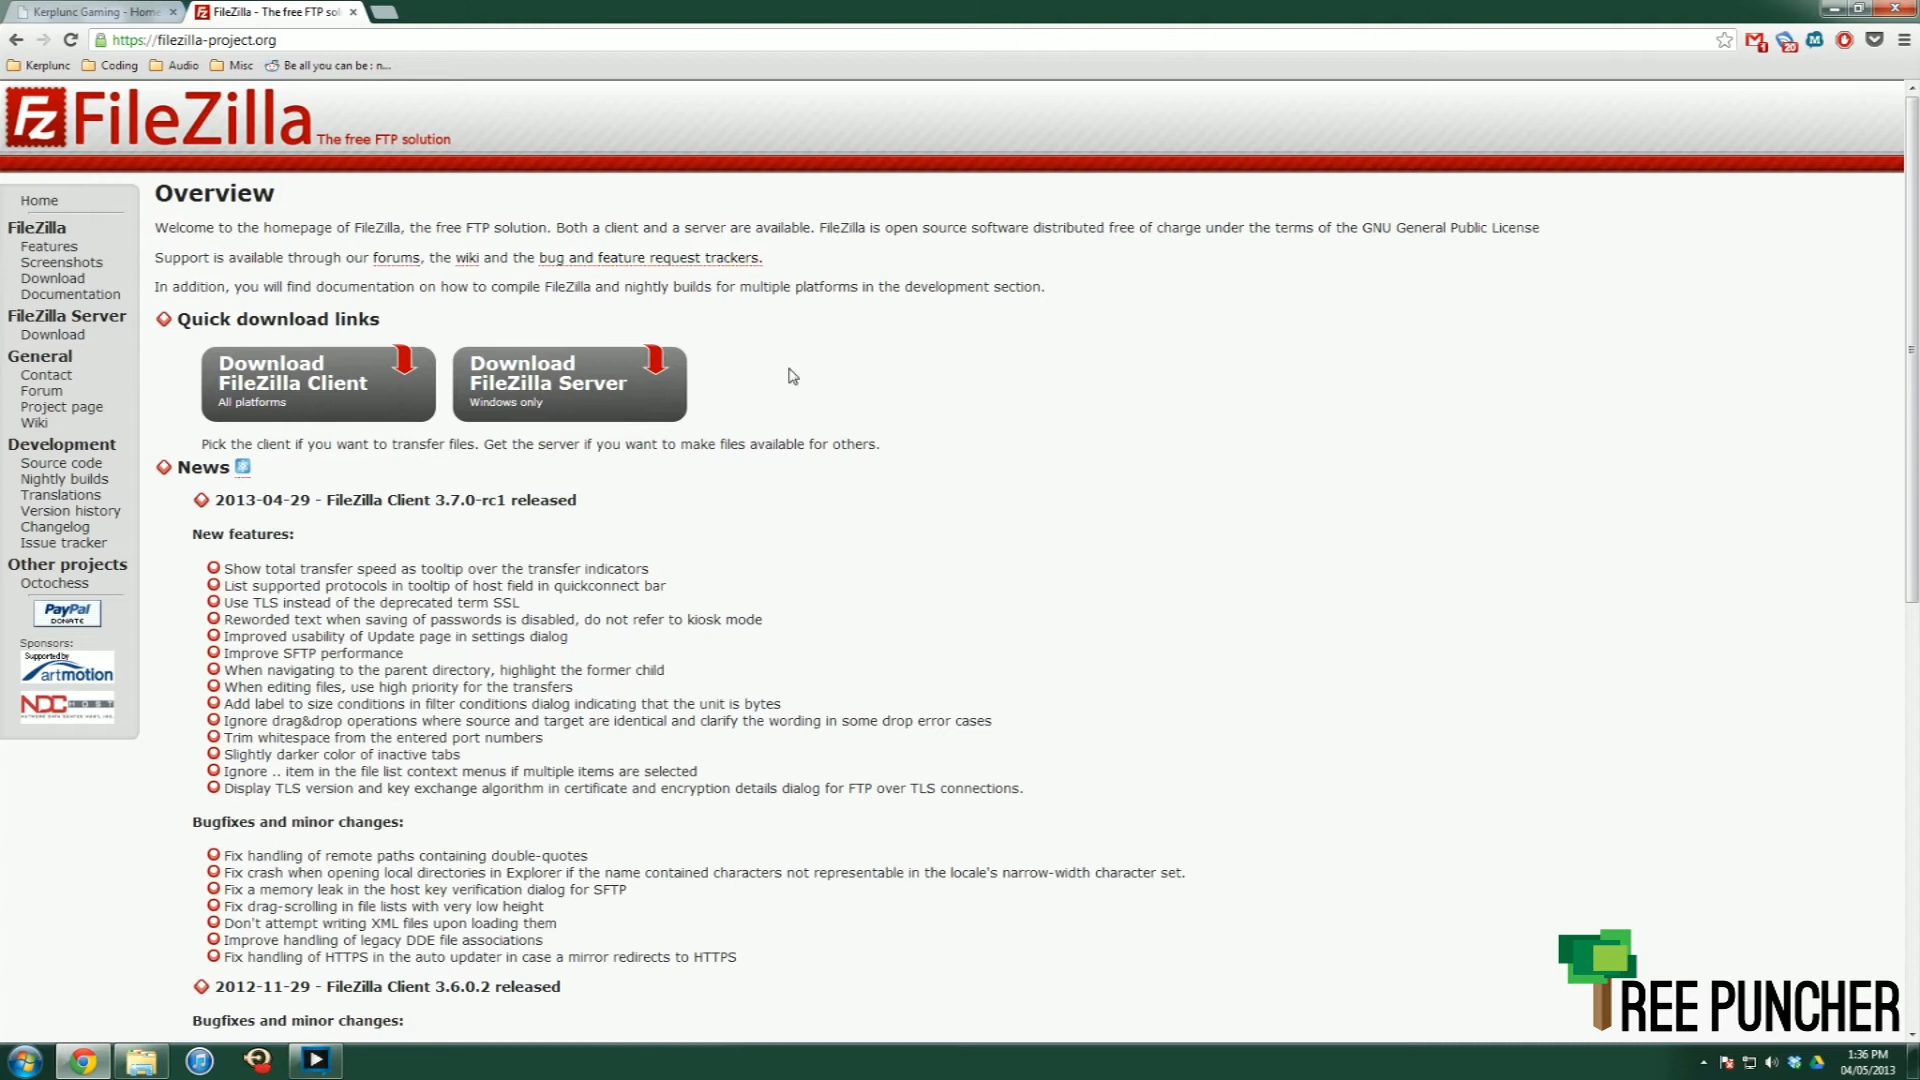 Kerplunc Gaming - Home
FileZilla - The free FTP sol
https://filezilla-project.org
Kerplunc
Coding
Audio
Misc
Be all you can be : n...
1
20
M
Fz FileZilla The free FTP solution
Home
FileZilla
Features
Screenshots
Download
Documentation
FileZilla Server
Download
General
Contact
Forum
Project page
Wiki
Development
Source code
Nightly builds
Translations
Version history
Changelog
Issue tracker
Other projects
Octochess
PayPal
DONATE
Sponsors:
Supported by
artmotion
NDC HOST
Overview
Welcome to the homepage of FileZilla, the free FTP solution. Both a client and a server are available. FileZilla is open source software distributed free of charge under the terms of the GNU General Public License
Support is available through our forums, the wiki and the bug and feature request trackers.
In addition, you will find documentation on how to compile FileZilla and nightly builds for multiple platforms in the development section.
Quick download links
Download
FileZilla Client
All platforms
Download
FileZilla Server
Windows only
Pick the client if you want to transfer files. Get the server if you want to make files available for others.
News
2013-04-29 - FileZilla Client 3.7.0-rc1 released
New features:
Show total transfer speed as tooltip over the transfer indicators
List supported protocols in tooltip of host field in quickconnect bar
Use TLS instead of the deprecated term SSL
Reworded text when saving of passwords is disabled, do not refer to kiosk mode
Improved usability of Update page in settings dialog
Improve SFTP performance
When navigating to the parent directory, highlight the former child
When editing files, use high priority for the transfers
Add label to size conditions in filter conditions dialog indicating that the unit is bytes
Ignore drag&drop operations where source and target are identical and clarify the wording in some drop error cases
Trim whitespace from the entered port numbers
Slightly darker color of inactive tabs
Ignore .. item in the file list context menus if multiple items are selected
Display TLS version and key exchange algorithm in certificate and encryption details dialog for FTP over TLS connections.
Bugfixes and minor changes:
Fix handling of remote paths containing double-quotes
Fix crash when opening local directories in Explorer if the name contained characters not representable in the locale's narrow-width character set.
Fix a memory leak in the host key verification dialog for SFTP
Fix drag-scrolling in file lists with very low height
Don't attempt writing XML files upon loading them
Improve handling of legacy DDE file associations
Fix handling of HTTPS in the auto updater in case a mirror redirects to HTTPS
2012-11-29 - FileZilla Client 3.6.0.2 released
Bugfixes and minor changes:
REE PUNCHER
1:36 PM
04/05/2013